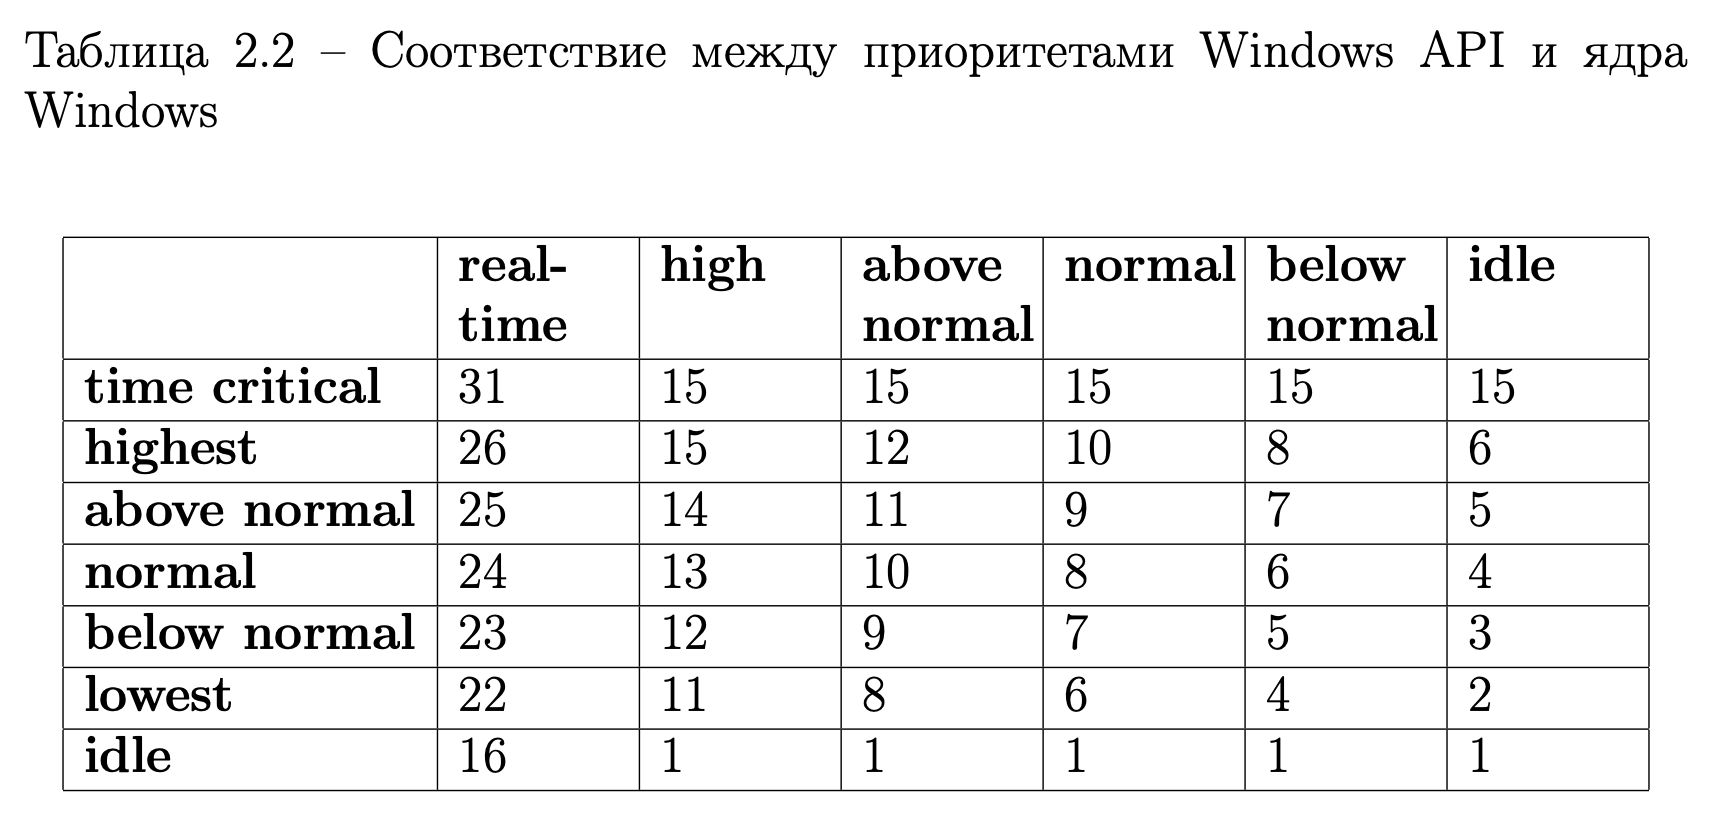 Таблица 2.2 – Соответствие между приоритетами Windows API и ядра
Windows
real- high above normal below idle
time normal normal
time critical 31 15 15 15 15 15
highest 26 15 12 10 8 6
above normal 25 14 11 9 7 5
normal 24 13 10 8 6 4
below normal 23 12 9 7 5 3
lowest 22 11 8 6 4 2
idle 16 1 1 1 1 1